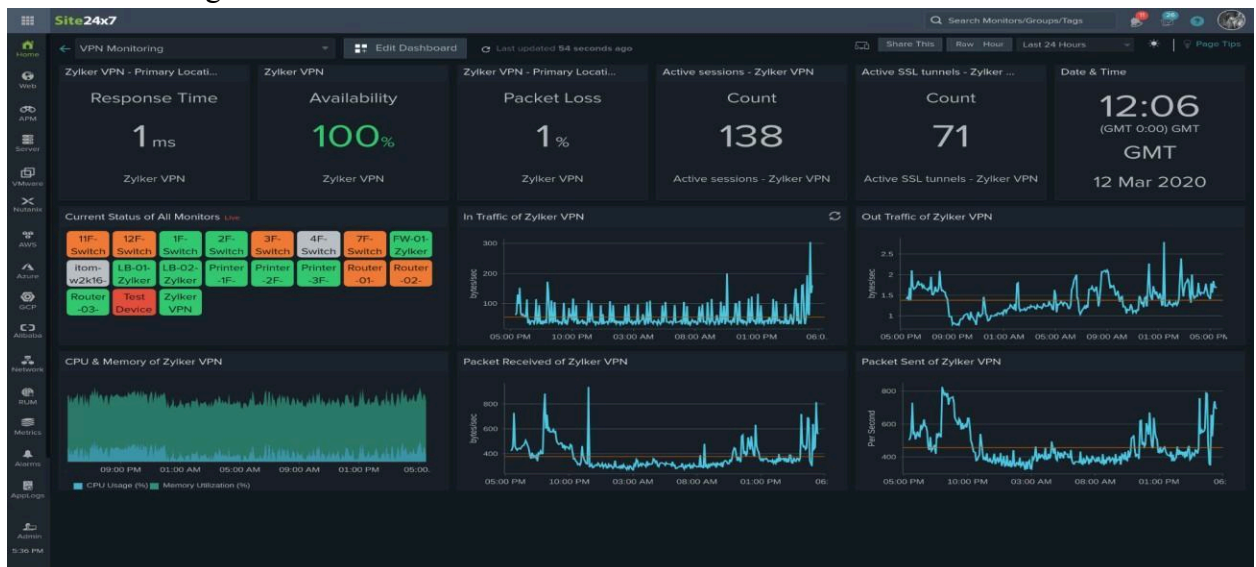 Site24x7
Search Monitors/Groups/Tags
Home
Web
APM
Server
VMware
Nutanix
AWS
Azure
GCP
Alibaba
Network
RUM
Metrics
Alarms
AppLogs
Admin
5:36 PM
VPN Monitoring
Edit Dashboard
Last updated 54 seconds ago
Share This
Raw
Hour
Last 24 Hours
Page Tips
Zylker VPN - Primary Locati...
Response Time
1 ms
Zylker VPN
Zylker VPN
Availability
100%
Zylker VPN
Zylker VPN - Primary Locati...
Packet Loss
1 %
Zylker VPN
Active sessions - Zylker VPN
Count
138
Active sessions - Zylker VPN
Active SSL tunnels - Zylker ...
Count
71
Active SSL tunnels - Zylker VPN
Date & Time
12:06
(GMT 0:00) GMT
GMT
12 Mar 2020
Current Status of All Monitors Live
11F-Switch
12F-Switch
1F-Switch
2F-Switch
3F-Switch
4F-Switch
7F-Switch
FW-01-Zylker
itom-w2k16-
LB-01-Zylker
LB-02-Zylker
Printer-1F-
Printer-2F-
Printer-3F-
Router-01-
Router-02-
Router-03-
Test Device
Zylker VPN
In Traffic of Zylker VPN
300
200
100
bytes/sec
05:00 PM 10:00 PM 03:00 AM 08:00 AM 01:00 PM 06:0.
Out Traffic of Zylker VPN
2.5
2
1.5
1
bytes/sec
05:00 PM 09:00 PM 01:00 AM 05:00 AM 09:00 AM 01:00 PM 05:00 PM
CPU & Memory of Zylker VPN
09:00 PM 01:00 AM 05:00 AM 09:00 AM 01:00 PM 05:00.
CPU Usage (%) Memory Utilization (%)
Packet Received of Zylker VPN
800
600
400
bytes/sec
05:00 PM 10:00 PM 03:00 AM 08:00 AM 01:00 PM 06:
Packet Sent of Zylker VPN
800
600
400
Per Second
05:00 PM 10:00 PM 03:00 AM 08:00 AM 01:00 PM 06: